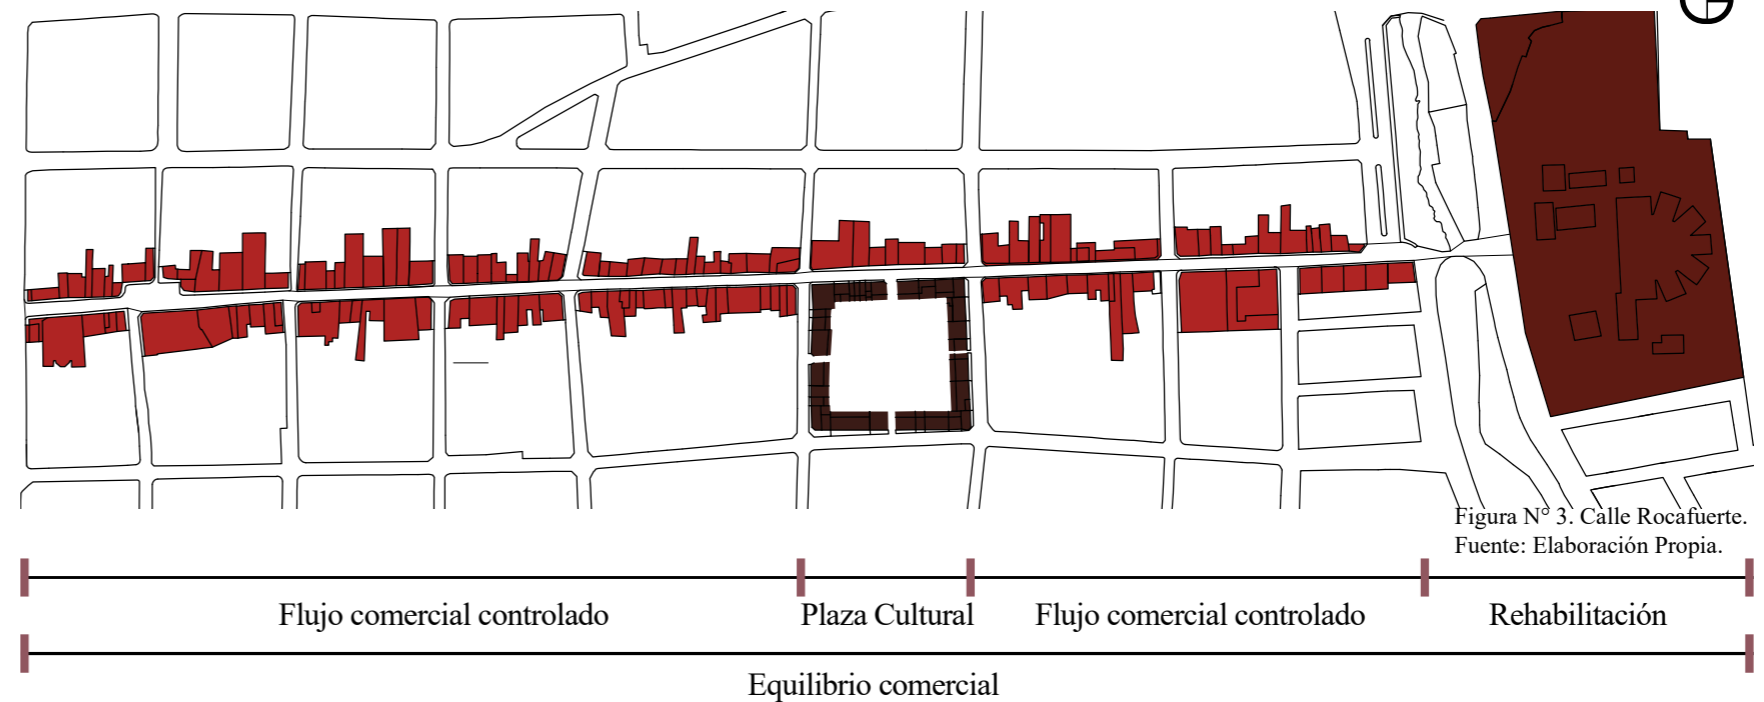 Figura N° 3. Calle Rocafuerte.
Fuente: Elaboración Propia.
Flujo comercial controlado
Plaza Cultural
Flujo comercial controlado
Rehabilitación
Equilibrio comercial